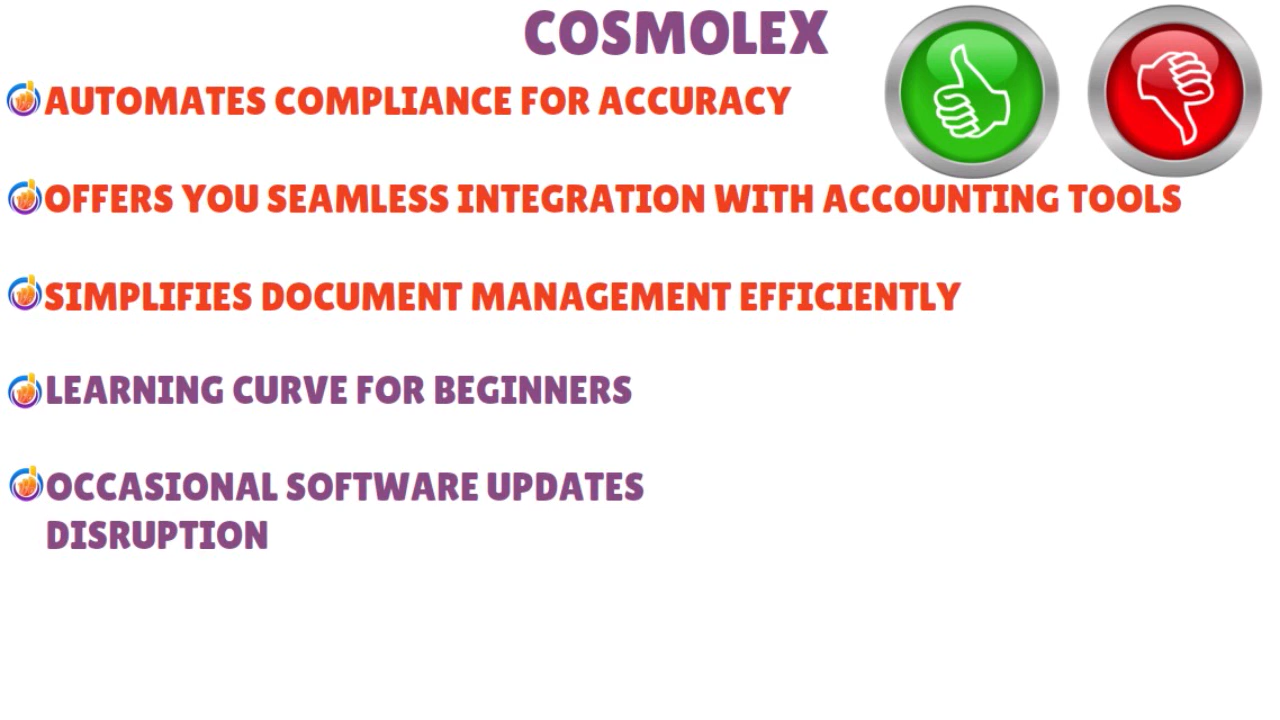 COSMOLEX
AUTOMATES COMPLIANCE FOR ACCURACY
OFFERS YOU SEAMLESS INTEGRATION WITH ACCOUNTING TOOLS
SIMPLIFIES DOCUMENT MANAGEMENT EFFICIENTLY
LEARNING CURVE FOR BEGINNERS
OCCASIONAL SOFTWARE UPDATES
DISRUPTION